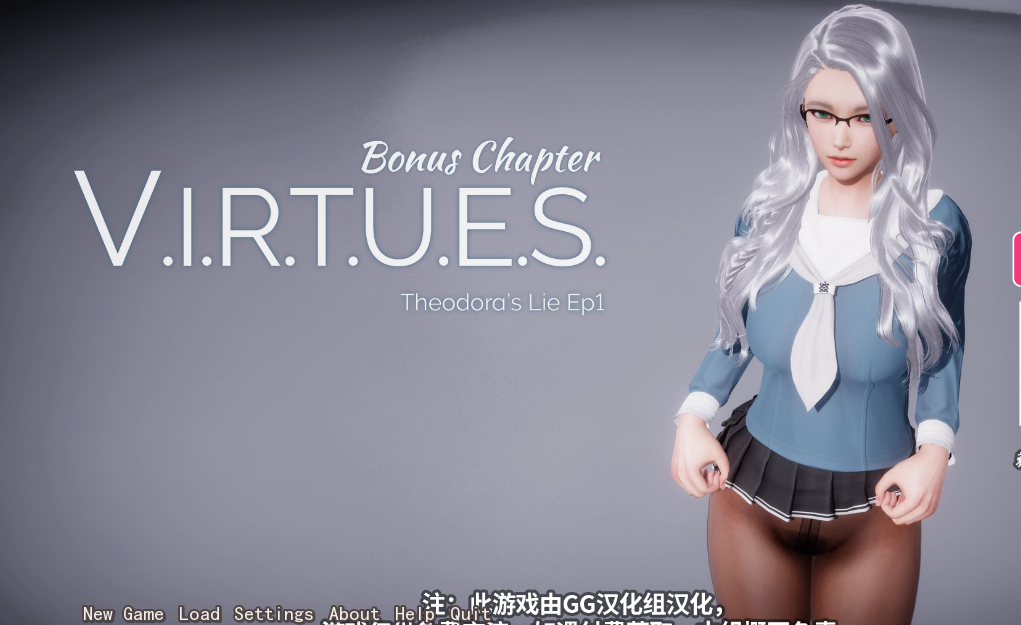 Bonus Chapter
V.I.R.T.U.E.S.
Theodora's Lie Ep1
注：此游戏由GG汉化组汉化，
New Game Load Settings About Help Quit